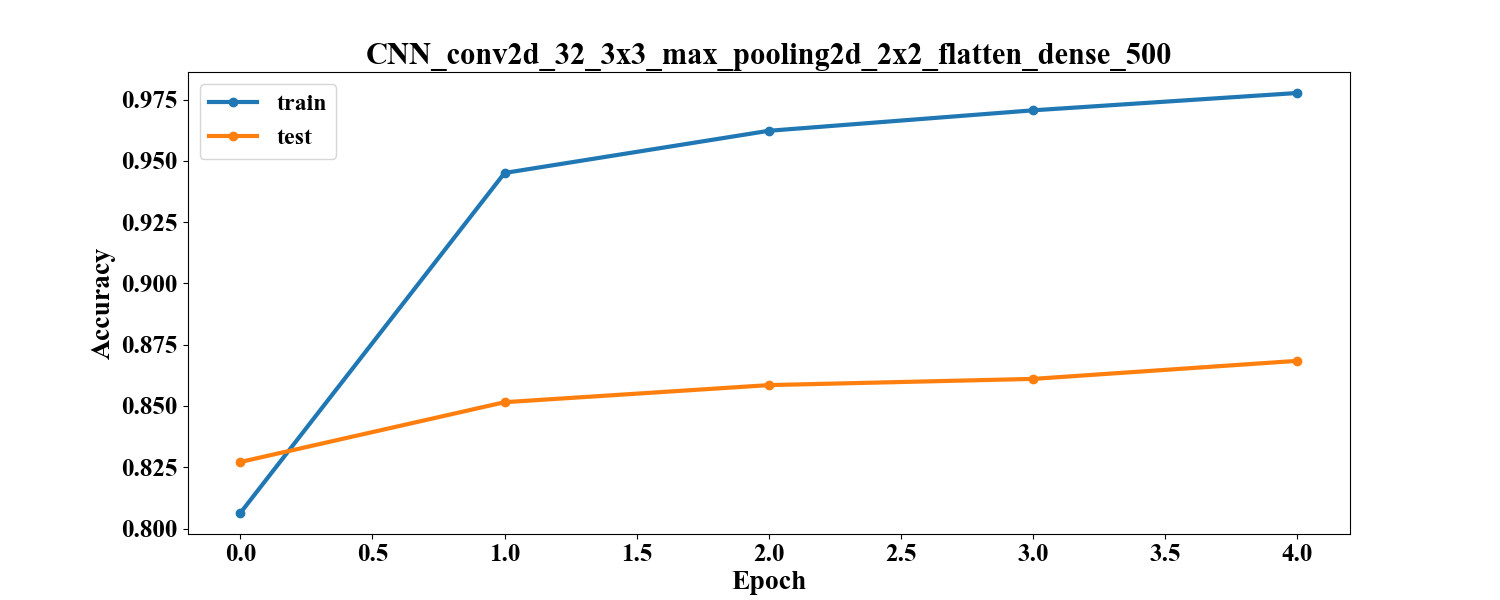 CNN_conv2d_32_3x3_max_pooling2d_2x2_flatten_dense_500
train
test
Accuracy
0.975
0.950
0.925
0.900
0.875
0.850
0.825
0.800
0.0 0.5 1.0 1.5 2.0 2.5 3.0 3.5 4.0
Epoch